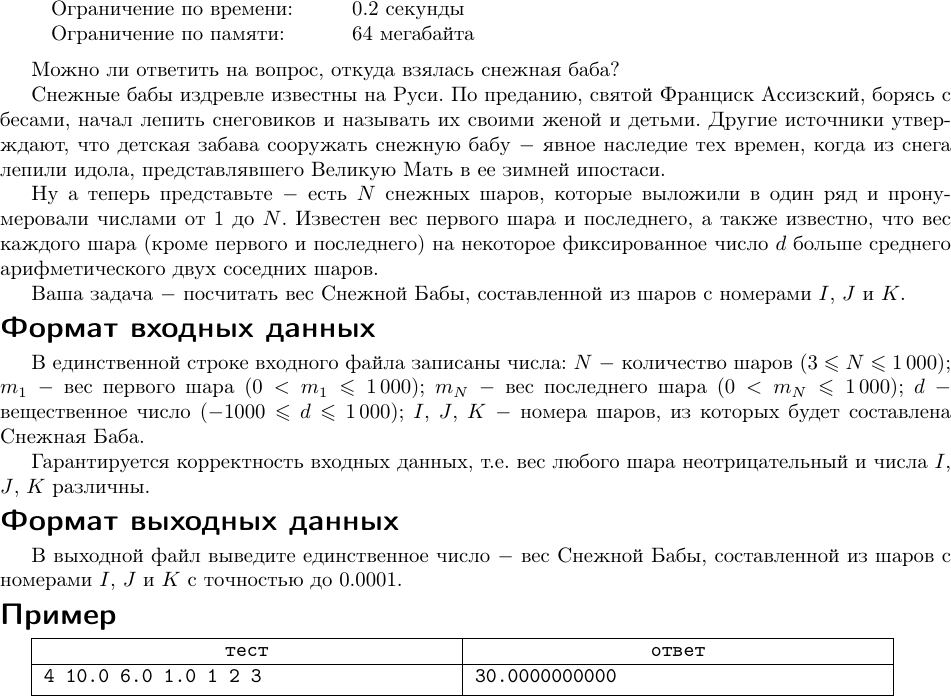 Ограничение по времени: 0.2 секунды
Ограничение по памяти: 64 мегабайта
Можно ли ответить на вопрос, откуда взялась снежная баба?
Снежные бабы издревле известны на Руси. По преданию, святой Франциск Ассизский, борясь с
бесами, начал лепить снеговиков и называть их своими женой и детьми. Другие источники утвер-
ждают, что детская забава сооружать снежную бабу – явное наследие тех времен, когда из снега
лепили идола, представлявшего Великую Мать в ее зимней ипостаси.
Ну а теперь представьте – есть N снежных шаров, которые выложили в один ряд и прону-
меровали числами от 1 до N. Известен вес первого шара и последнего, а также известно, что вес
каждого шара (кроме первого и последнего) на некоторое фиксированное число d больше среднего
арифметического двух соседних шаров.
Ваша задача – посчитать вес Снежной Бабы, составленной из шаров с номерами I, J и K.
Формат входных данных
В единственной строке входного файла записаны числа: N – количество шаров (3 ⩽ N ⩽ 1 000);
m₁ – вес первого шара (0 < m₁ ⩽ 1 000); m_N – вес последнего шара (0 < m_N ⩽ 1 000); d –
вещественное число (−1000 ⩽ d ⩽ 1 000); I, J, K – номера шаров, из которых будет составлена
Снежная Баба.
Гарантируется корректность входных данных, т.е. вес любого шара неотрицательный и числа I,
J, K различны.
Формат выходных данных
В выходной файл выведите единственное число – вес Снежной Бабы, составленной из шаров с
номерами I, J и K с точностью до 0.0001.
Пример
тест ответ
4 10.0 6.0 1.0 1 2 3 30.0000000000